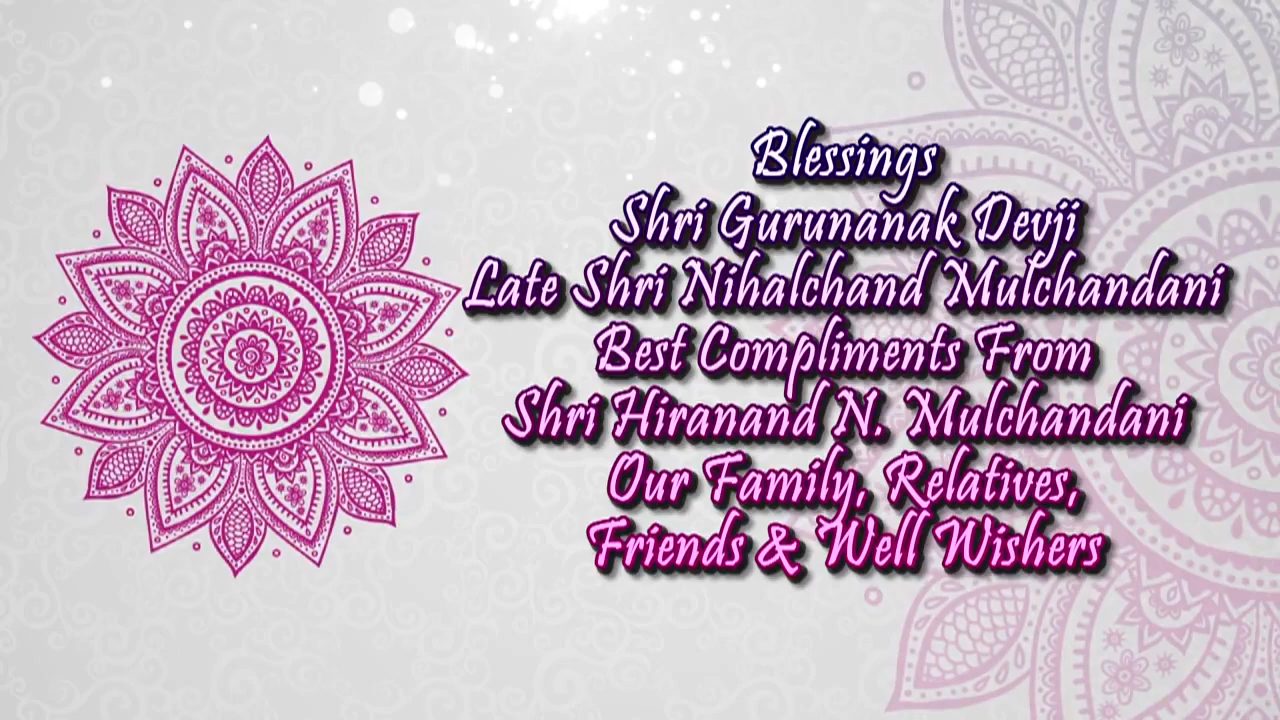 Blessings
Shri Gurunanak Devji
Late Shri Nihalchand Mulchandani
Best Compliments From
Shri Hiranand N. Mulchandani
Our Family, Relatives,
Friends & Well Wishers